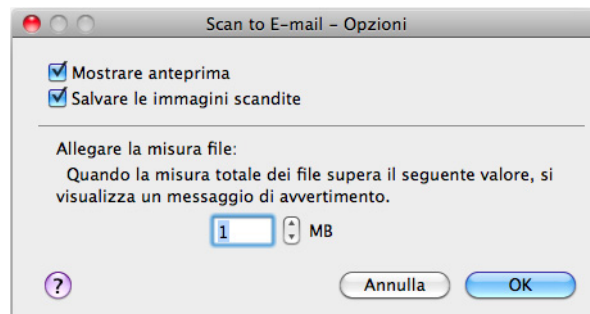 Scan to E-mail – Opzioni
Mostrare anteprima
Salvare le immagini scandite
Allegare la misura file:
Quando la misura totale dei file supera il seguente valore, si
visualizza un messaggio di avvertimento.
1 MB
? Annulla OK